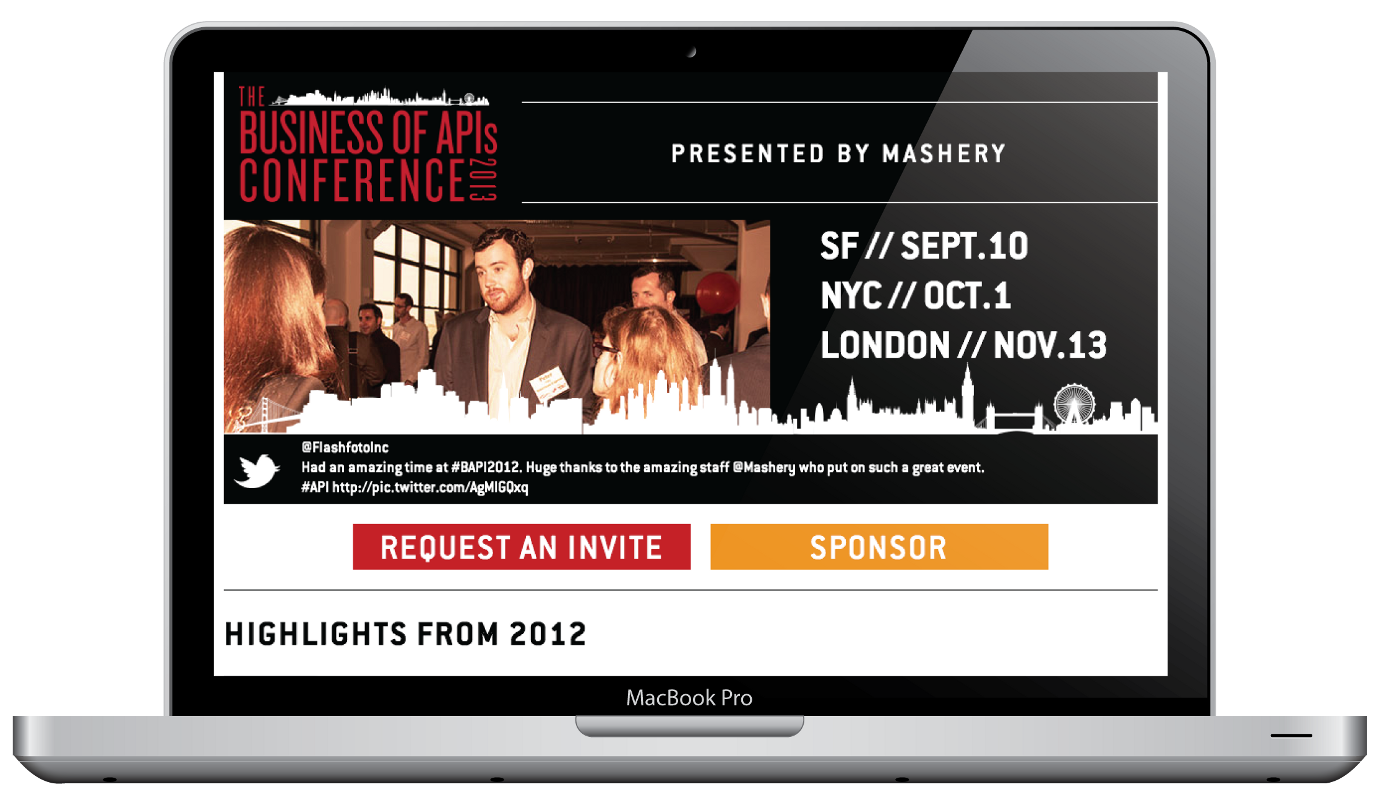 THE
BUSINESS OF APIs
CONFERENCE 2013
PRESENTED BY MASHERY
SF // SEPT.10
NYC // OCT.1
LONDON // NOV.13
Peter
@FlashfotoInc
Had an amazing time at #BAPI2012. Huge thanks to the amazing staff @Mashery who put on such a great event.
#API http://pic.twitter.com/AgMIGQxq
REQUEST AN INVITE
SPONSOR
HIGHLIGHTS FROM 2012
MacBook Pro